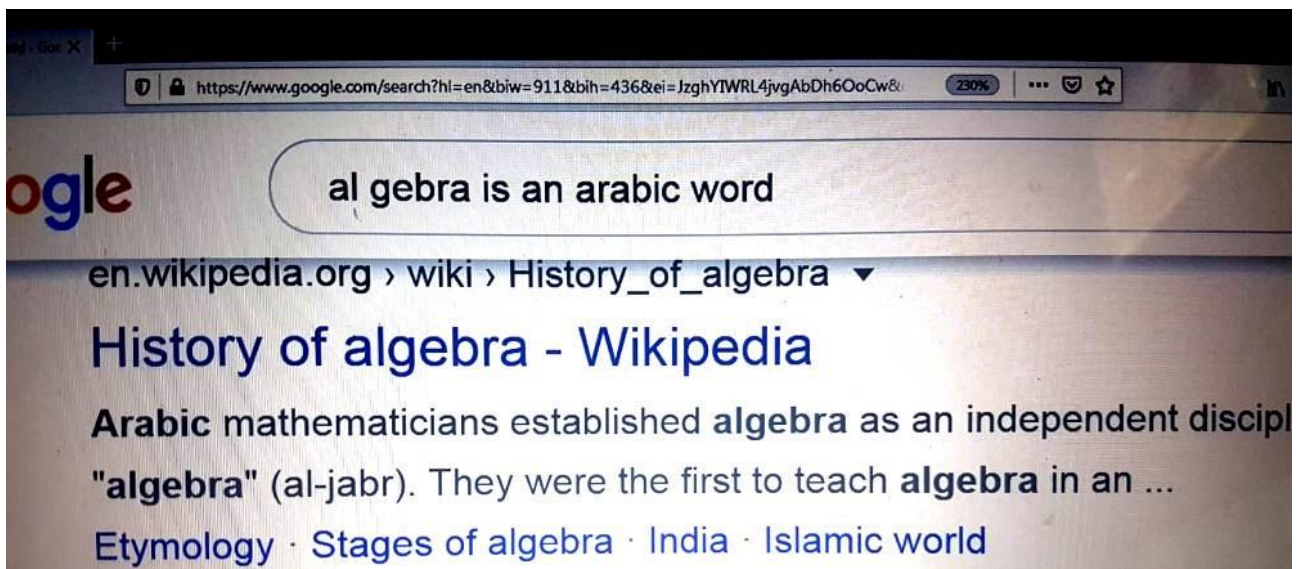 https://www.google.com/search?hl=en&biw=911&bih=436&ei=JzghYIWRL4jvgAbDh6OoCw& 230%
ogle al gebra is an arabic word
en.wikipedia.org › wiki › History_of_algebra
History of algebra - Wikipedia
Arabic mathematicians established algebra as an independent discipl
"algebra" (al-jabr). They were the first to teach algebra in an ...
Etymology · Stages of algebra · India · Islamic world